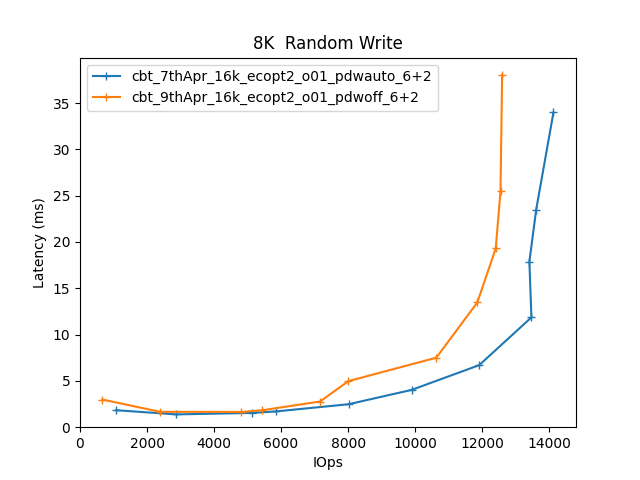 8K  Random Write
cbt_7thApr_16k_ecopt2_o01_pdwauto_6+2
cbt_9thApr_16k_ecopt2_o01_pdwoff_6+2
35
30
25
20
15
10
5
0
Latency (ms)
0 2000 4000 6000 8000 10000 12000 14000
IOps